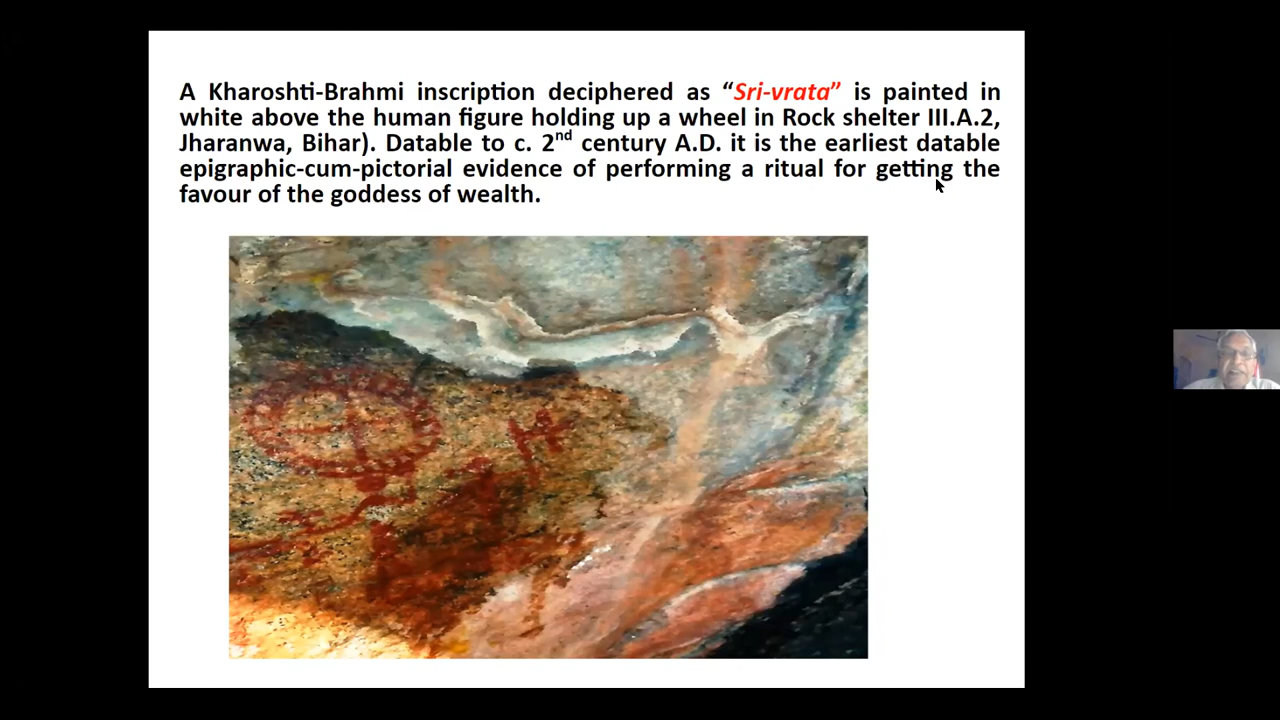 A Kharoshti-Brahmi inscription deciphered as “Sri-vrata” is painted in
white above the human figure holding up a wheel in Rock shelter III.A.2,
Jharanwa, Bihar). Datable to c. 2nd century A.D. it is the earliest datable
epigraphic-cum-pictorial evidence of performing a ritual for getting the
favour of the goddess of wealth.